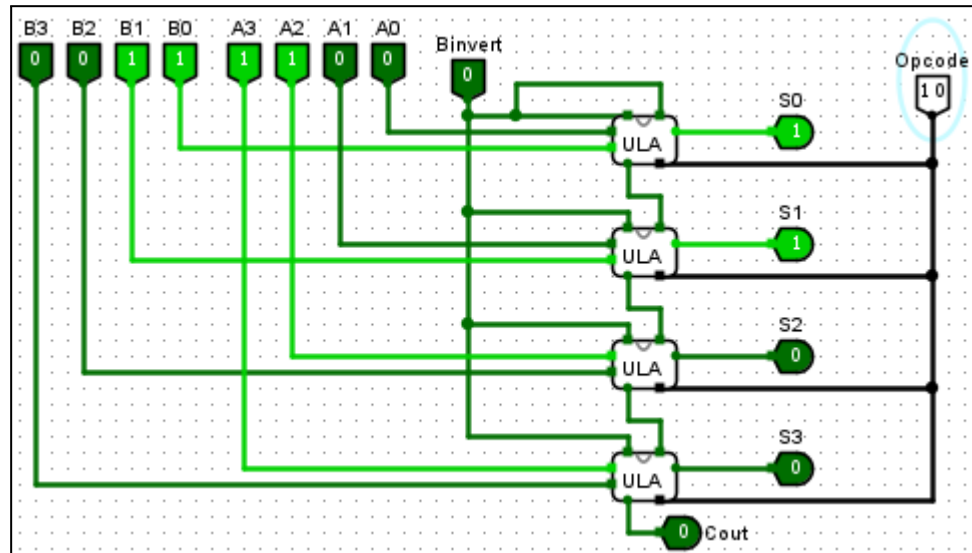 B3 B2 B1 B0 A3 A2 A1 A0
0 0 1 1 1 1 0 0
Binvert
0
Opcode
1 0
S0
1
ULA
S1
1
ULA
S2
0
ULA
S3
0
ULA
0 Cout